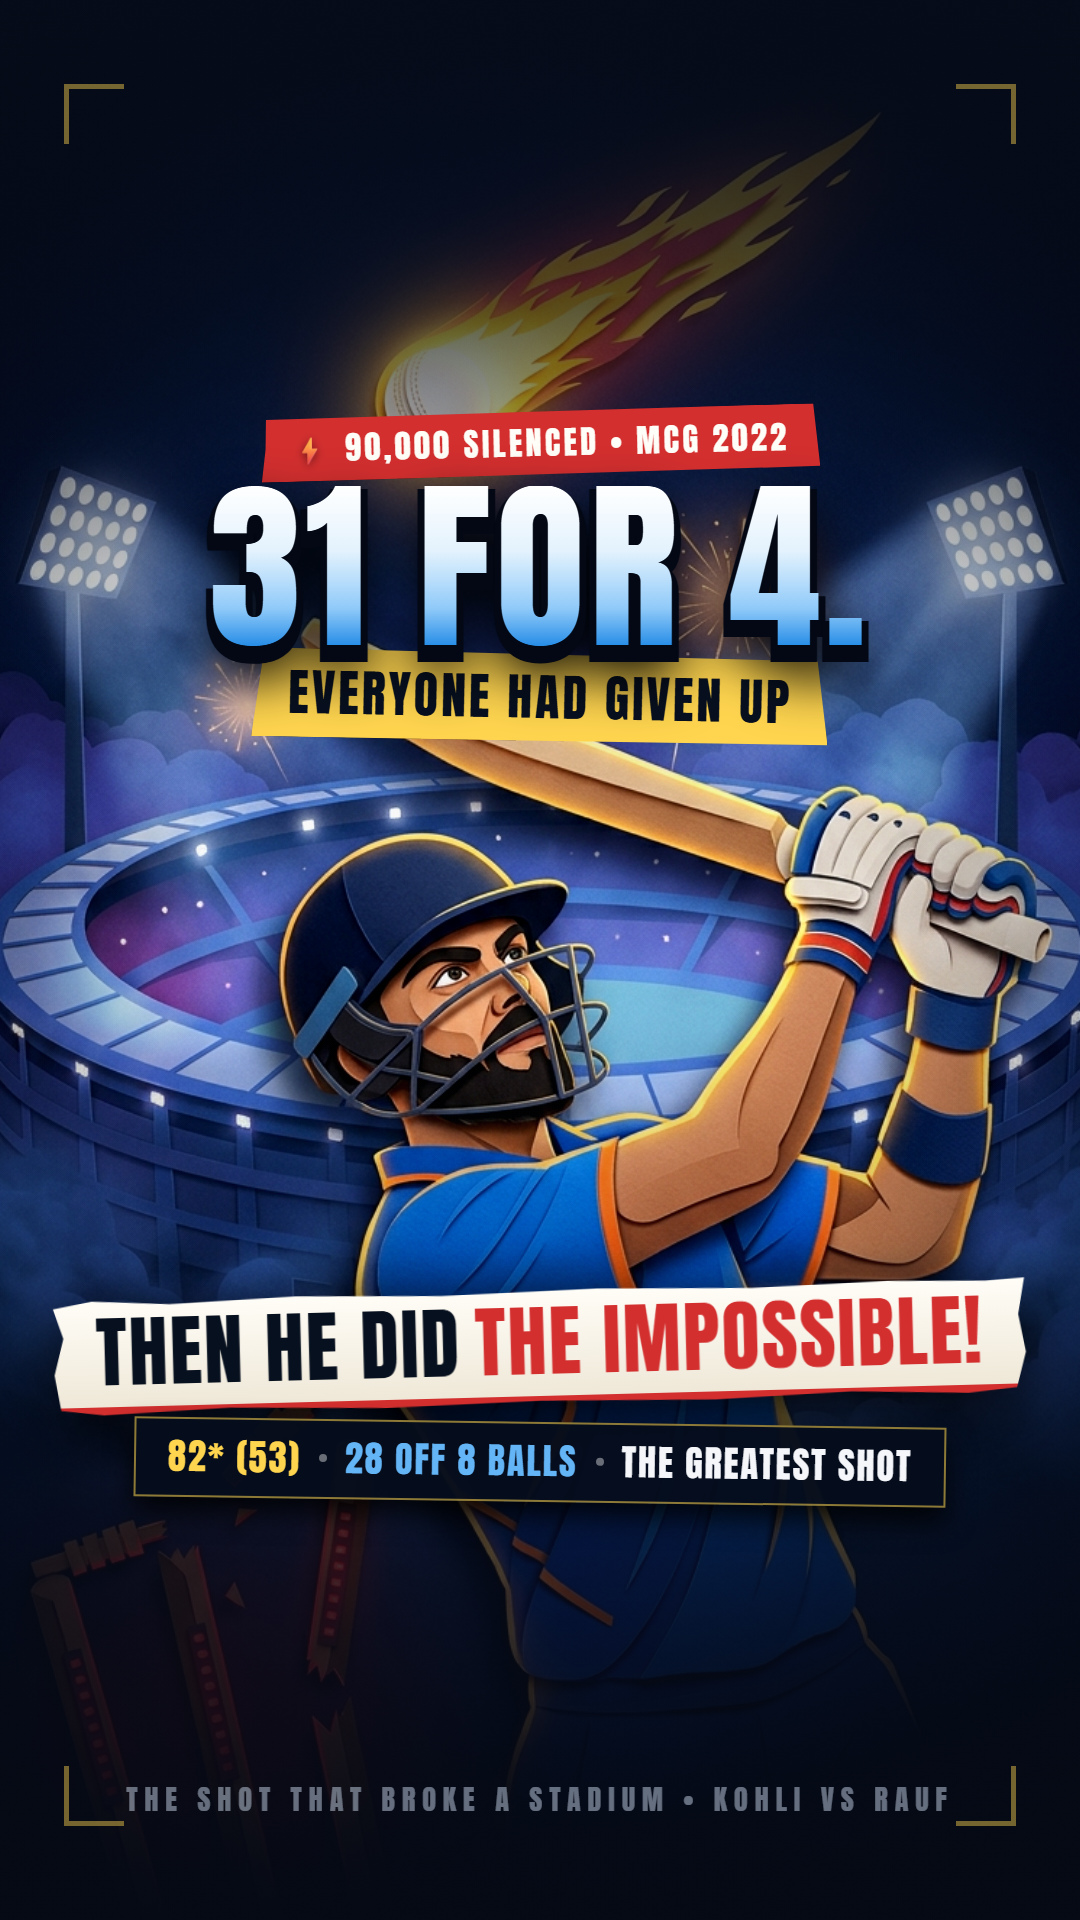 ⚡ 90,000 SILENCED • MCG 2022
31 FOR 4.
EVERYONE HAD GIVEN UP
THEN HE DID THE IMPOSSIBLE!
82* (53) • 28 OFF 8 BALLS • THE GREATEST SHOT
THE SHOT THAT BROKE A STADIUM • KOHLI VS RAUF